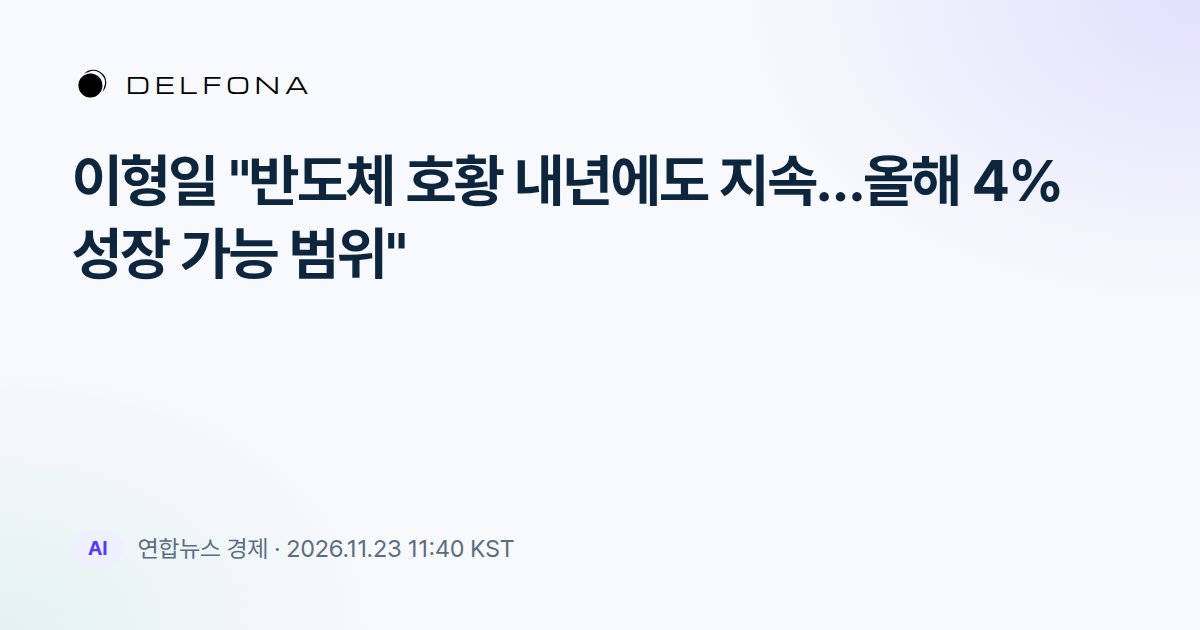 DELFONA
이형일 "반도체 호황 내년에도 지속...올해 4%
성장 가능 범위"
AI 연합뉴스 경제 · 2026.11.23 11:40 KST